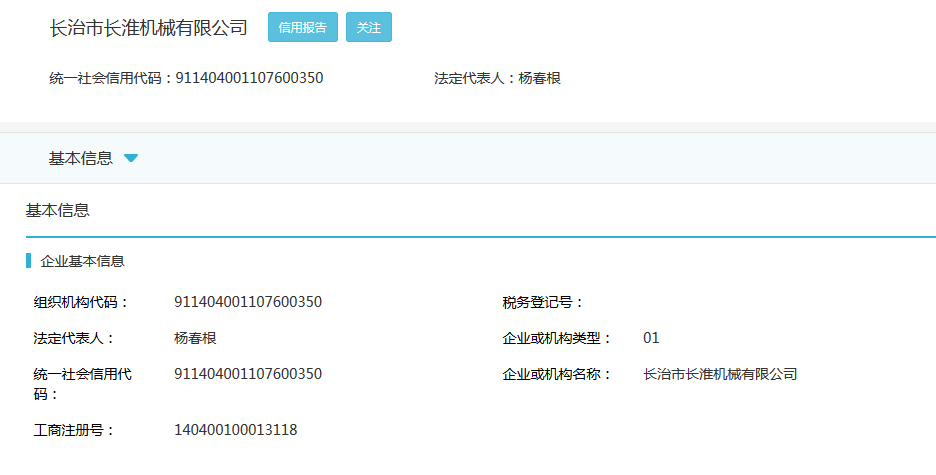 长治市长淮机械有限公司 信用报告 关注
统一社会信用代码：911404001107600350 法定代表人：杨春根
基本信息
基本信息
企业基本信息
组织机构代码： 911404001107600350 税务登记号：
法定代表人： 杨春根 企业或机构类型： 01
统一社会信用代 911404001107600350 企业或机构名称： 长治市长淮机械有限公司
码：
工商注册号： 140400100013118